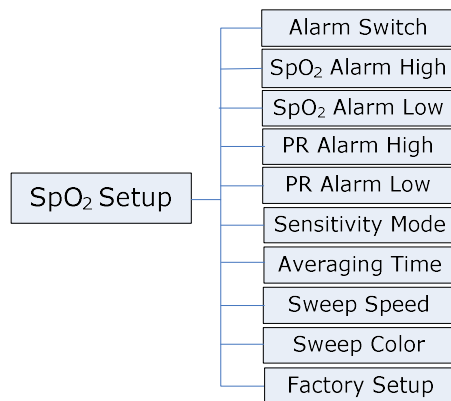 SpO₂ Setup
Alarm Switch
SpO₂ Alarm High
SpO₂ Alarm Low
PR Alarm High
PR Alarm Low
Sensitivity Mode
Averaging Time
Sweep Speed
Sweep Color
Factory Setup